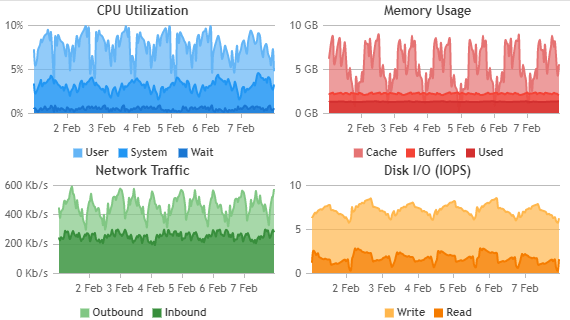 CPU Utilization
10%
5%
0%
2 Feb 3 Feb 4 Feb 5 Feb 6 Feb 7 Feb
User System Wait
Memory Usage
10 GB
5 GB
0 GB
2 Feb 3 Feb 4 Feb 5 Feb 6 Feb 7 Feb
Cache Buffers Used
Network Traffic
600 Kb/s
400 Kb/s
200 Kb/s
0 Kb/s
2 Feb 3 Feb 4 Feb 5 Feb 6 Feb 7 Feb
Outbound Inbound
Disk I/O (IOPS)
10
5
0
2 Feb 3 Feb 4 Feb 5 Feb 6 Feb 7 Feb
Write Read